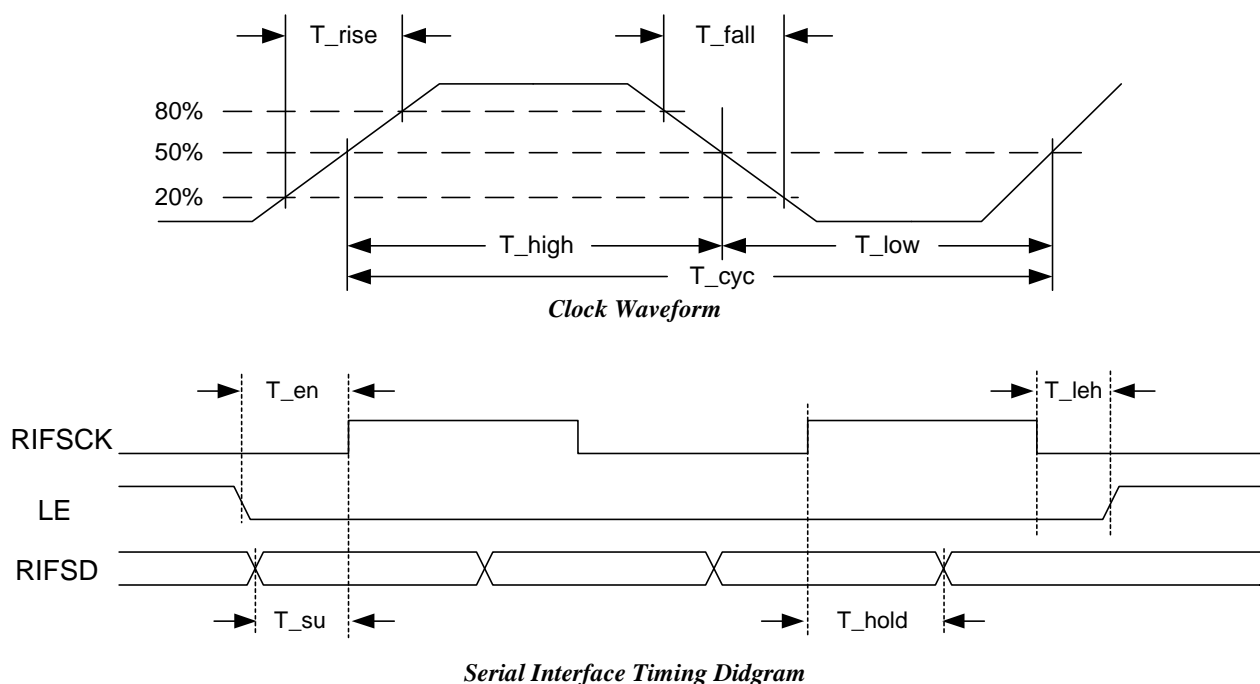 T_rise
T_fall
80%
50%
20%
T_high
T_low
T_cyc
Clock Waveform
T_en
T_leh
RIFSCK
LE
RIFSD
T_su
T_hold
Serial Interface Timing Didgram